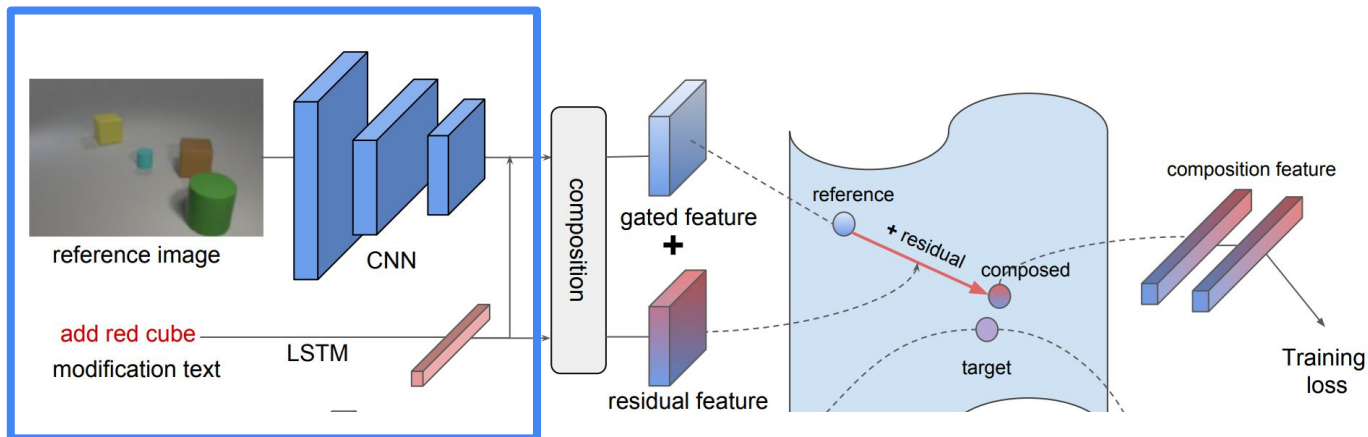 reference image
CNN
add red cube
modification text
LSTM
composition
gated feature
+
residual feature
reference
+ residual
composed
target
composition feature
Training
loss